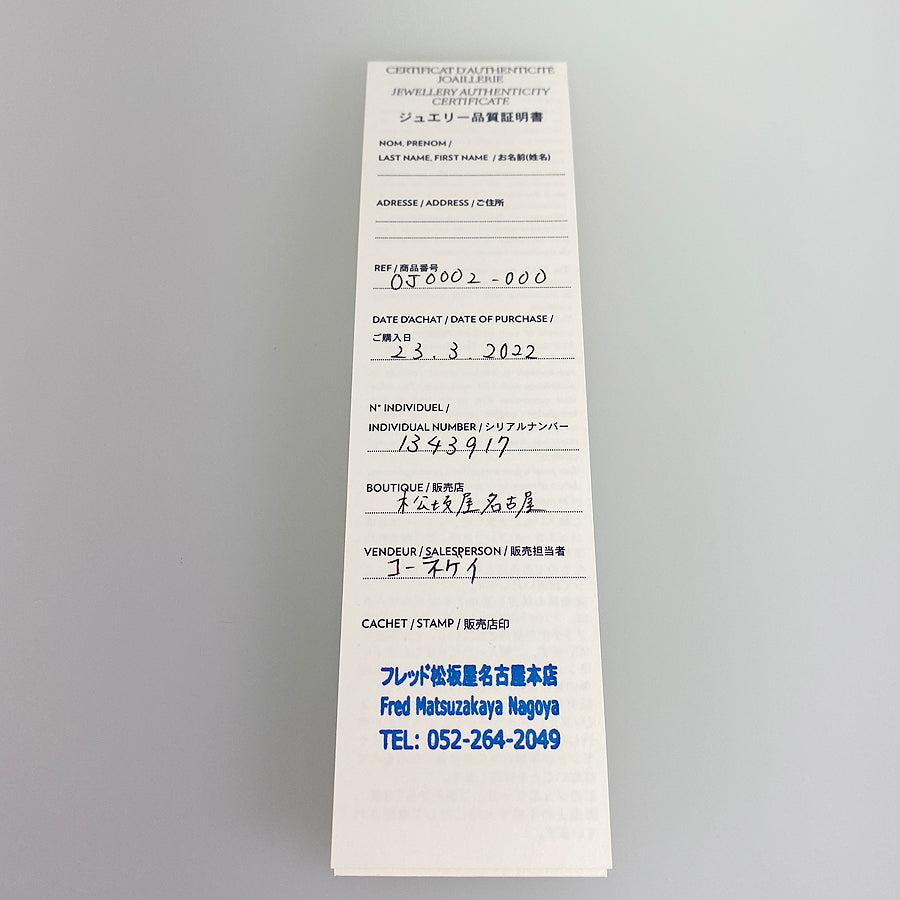 CERTIFICAT D'AUTHENTICITÉ
JOAILLERIE
JEWELLERY AUTHENTICITY
CERTIFICATE
ジュエリー品質証明書
NOM, PRENOM /
LAST NAME, FIRST NAME / お名前(姓名)
ADRESSE / ADDRESS / ご住所
REF / 商品番号
0J0002-000
DATE D'ACHAT / DATE OF PURCHASE /
ご購入日
23.3.2022
N° INDIVIDUEL /
INDIVIDUAL NUMBER / シリアルナンバー
1343917
BOUTIQUE / 販売店
松坂屋名古屋
VENDEUR / SALESPERSON / 販売担当者
コーネゲイ
CACHET / STAMP / 販売店印
フレッド松坂屋名古屋本店
Fred Matsuzakaya Nagoya
TEL: 052-264-2049